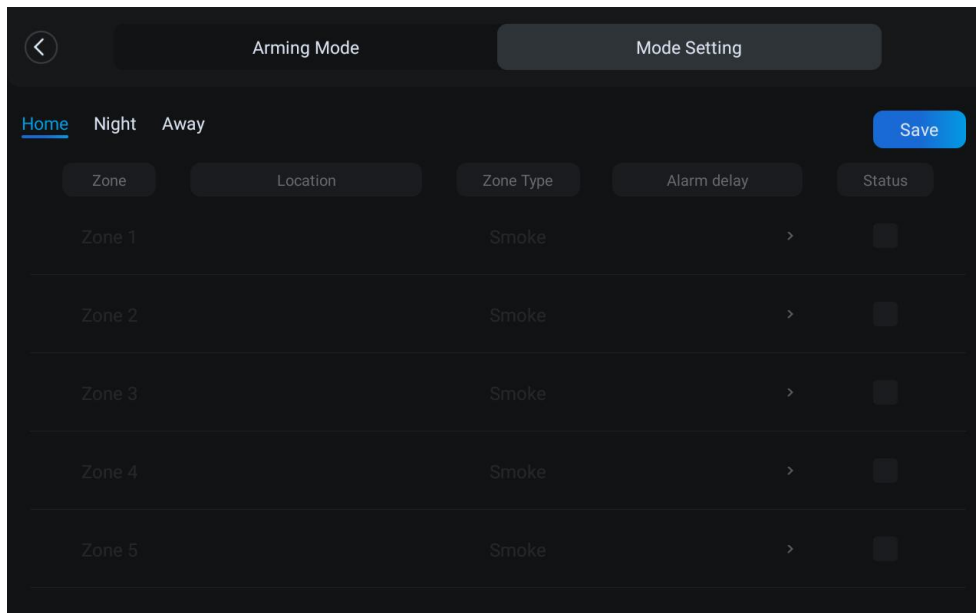 Arming Mode Mode Setting
Home Night Away Save
Zone Location Zone Type Alarm delay Status
Zone 1 Smoke
Zone 2 Smoke
Zone 3 Smoke
Zone 4 Smoke
Zone 5 Smoke